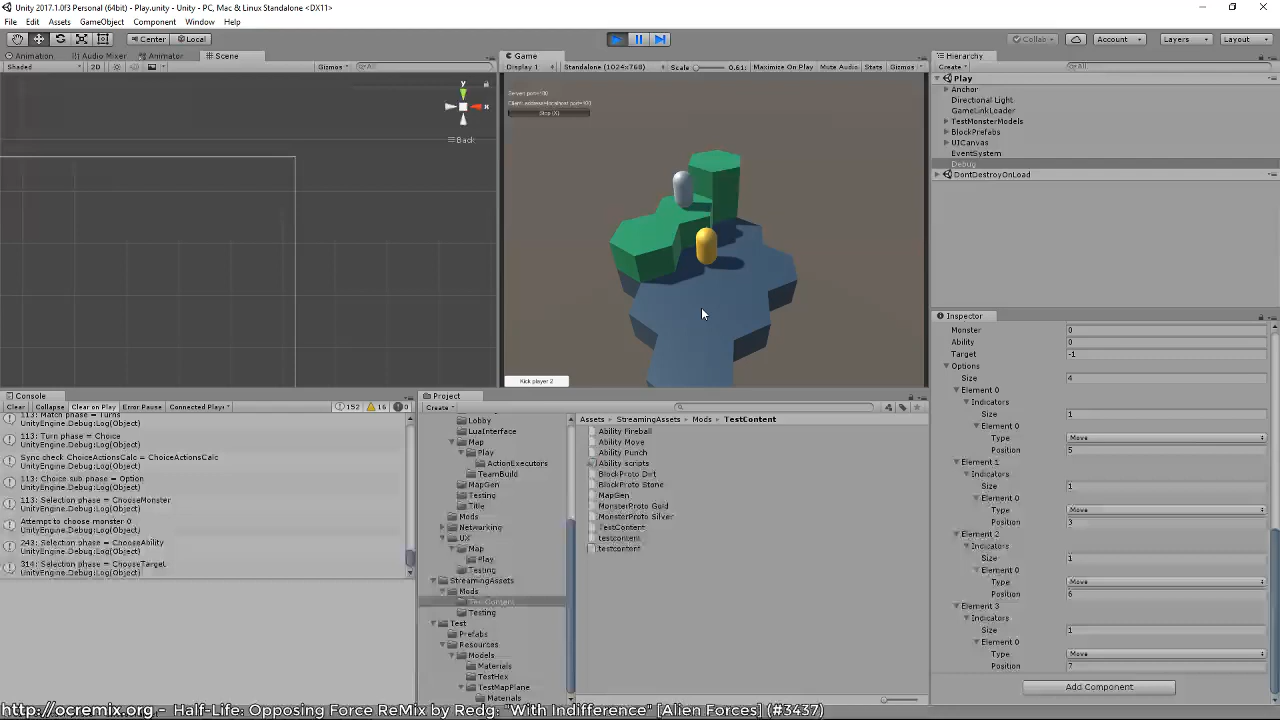 Unity 2017.1.0f3 Personal (64bit) - Play.unity - Unity - PC, Mac & Linux Standalone <DX11>
File Edit Assets GameObject Component Window Help
Center Local Collab Account Layers Layout
Animation Audio Mixer Animator Scene
Shaded 2D Gizmos All
y
x
Back
Game
Display 1 Standalone (1024x768) Scale 0.61 Maximize On Play Mute Audio Stats Gizmos
Stop (X)
Kick player 2
Hierarchy
Create All
Play
Anchor
Directional Light
GameLinkLoader
TestMonsterModels
BlockPrefabs
UICanvas
EventSystem
Debug
DontDestroyOnLoad
Inspector
Monster 0
Ability 0
Target -1
Options
Size 4
Element 0
Indicators
Size 1
Element 0
Type Move
Position 5
Element 1
Indicators
Size 1
Element 0
Type Move
Position 3
Element 2
Indicators
Size 1
Element 0
Type Move
Position 6
Element 3
Indicators
Size 1
Element 0
Type Move
Position 7
Add Component
Console
Clear Collapse Clear on Play Error Pause Connected Player 152 16 0
113: Match phase = Turns
UnityEngine.Debug:Log(Object)
113: Turn phase = Choice
UnityEngine.Debug:Log(Object)
Sync check ChoiceActionsCalc = ChoiceActionsCalc
UnityEngine.Debug:Log(Object)
113: Choice sub phase = Option
UnityEngine.Debug:Log(Object)
113: Selection phase = ChooseMonster
UnityEngine.Debug:Log(Object)
Attempt to choose monster 0
UnityEngine.Debug:Log(Object)
243: Selection phase = ChooseAbility
UnityEngine.Debug:Log(Object)
314: Selection phase = ChooseTarget
UnityEngine.Debug:Log(Object)
Project
Create
Lobby
LuaInterface
Map
Play
ActionExecutors
TeamBuild
MapGen
Testing
Title
Mods
Networking
UX
Map
Play
Testing
StreamingAssets
Mods
TestContent
Testing
Test
Prefabs
Resources
Models
Materials
TestHex
TestMapPlane
Materials
Assets StreamingAssets Mods TestContent
Ability Fireball
Ability Move
Ability Punch
Ability scripts
BlockProto Dirt
BlockProto Stone
MapGen
MonsterProto Gold
MonsterProto Silver
TestContent
testcontent
testcontent
http://ocremix.org - Half-Life: Opposing Force ReMix by Redg: "With Indifference" [Alien Forces] (#3437)